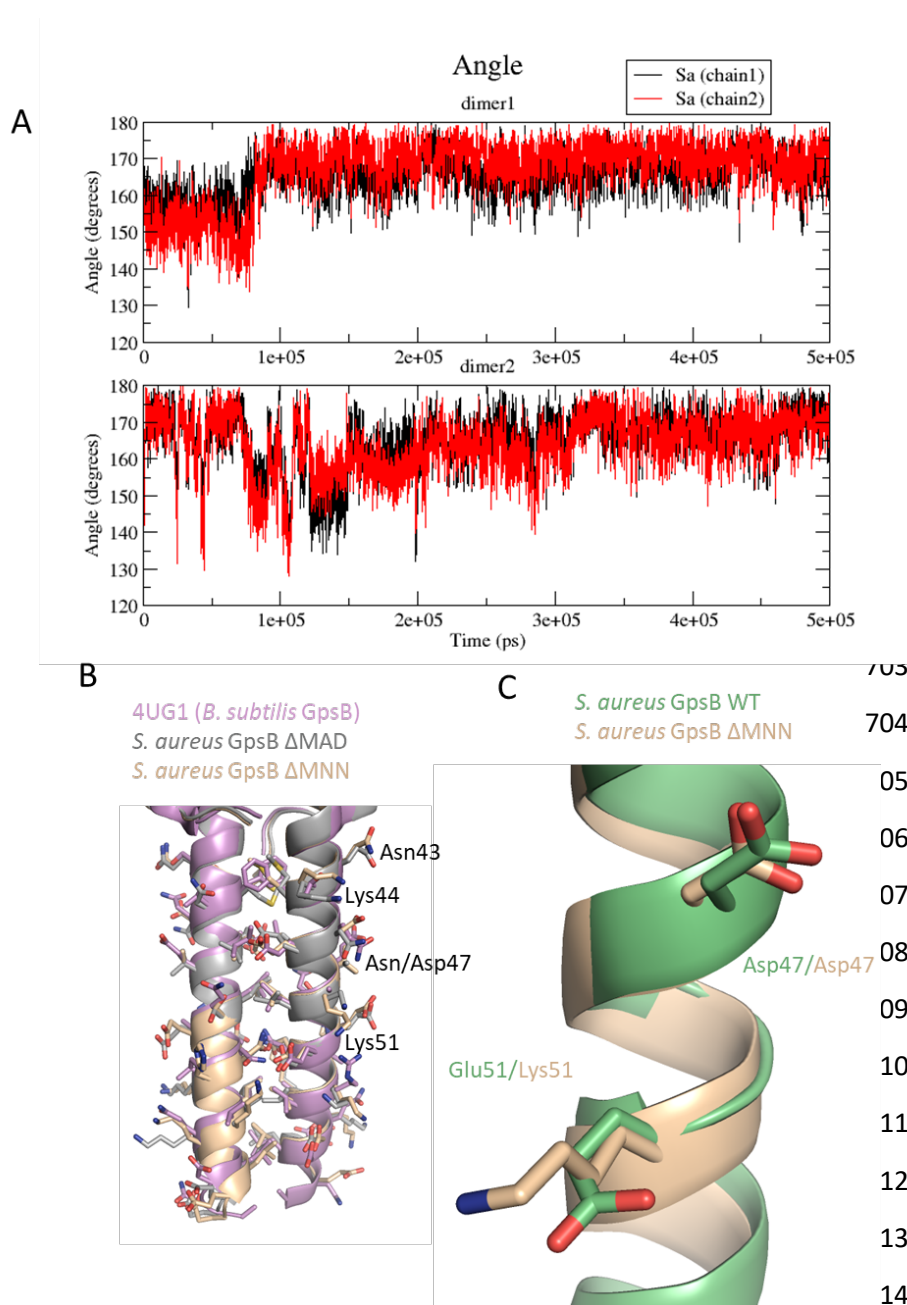 Angle
Sa (chain1)
Sa (chain2)
A
dimer1
180
170
160
150
140
130
120
Angle (degrees)
0 1e+05 2e+05 3e+05 4e+05 5e+05
dimer2
180
170
160
150
140
130
120
Angle (degrees)
0 1e+05 2e+05 3e+05 4e+05 5e+05
Time (ps)
B
4UG1 (B. subtilis GpsB)
S. aureus GpsB ΔMAD
S. aureus GpsB ΔMNN
Asn43
Lys44
Asn/Asp47
Lys51
C
S. aureus GpsB WT
S. aureus GpsB ΔMNN
Asp47/Asp47
Glu51/Lys51
703
704
05
06
07
08
09
10
11
12
13
14